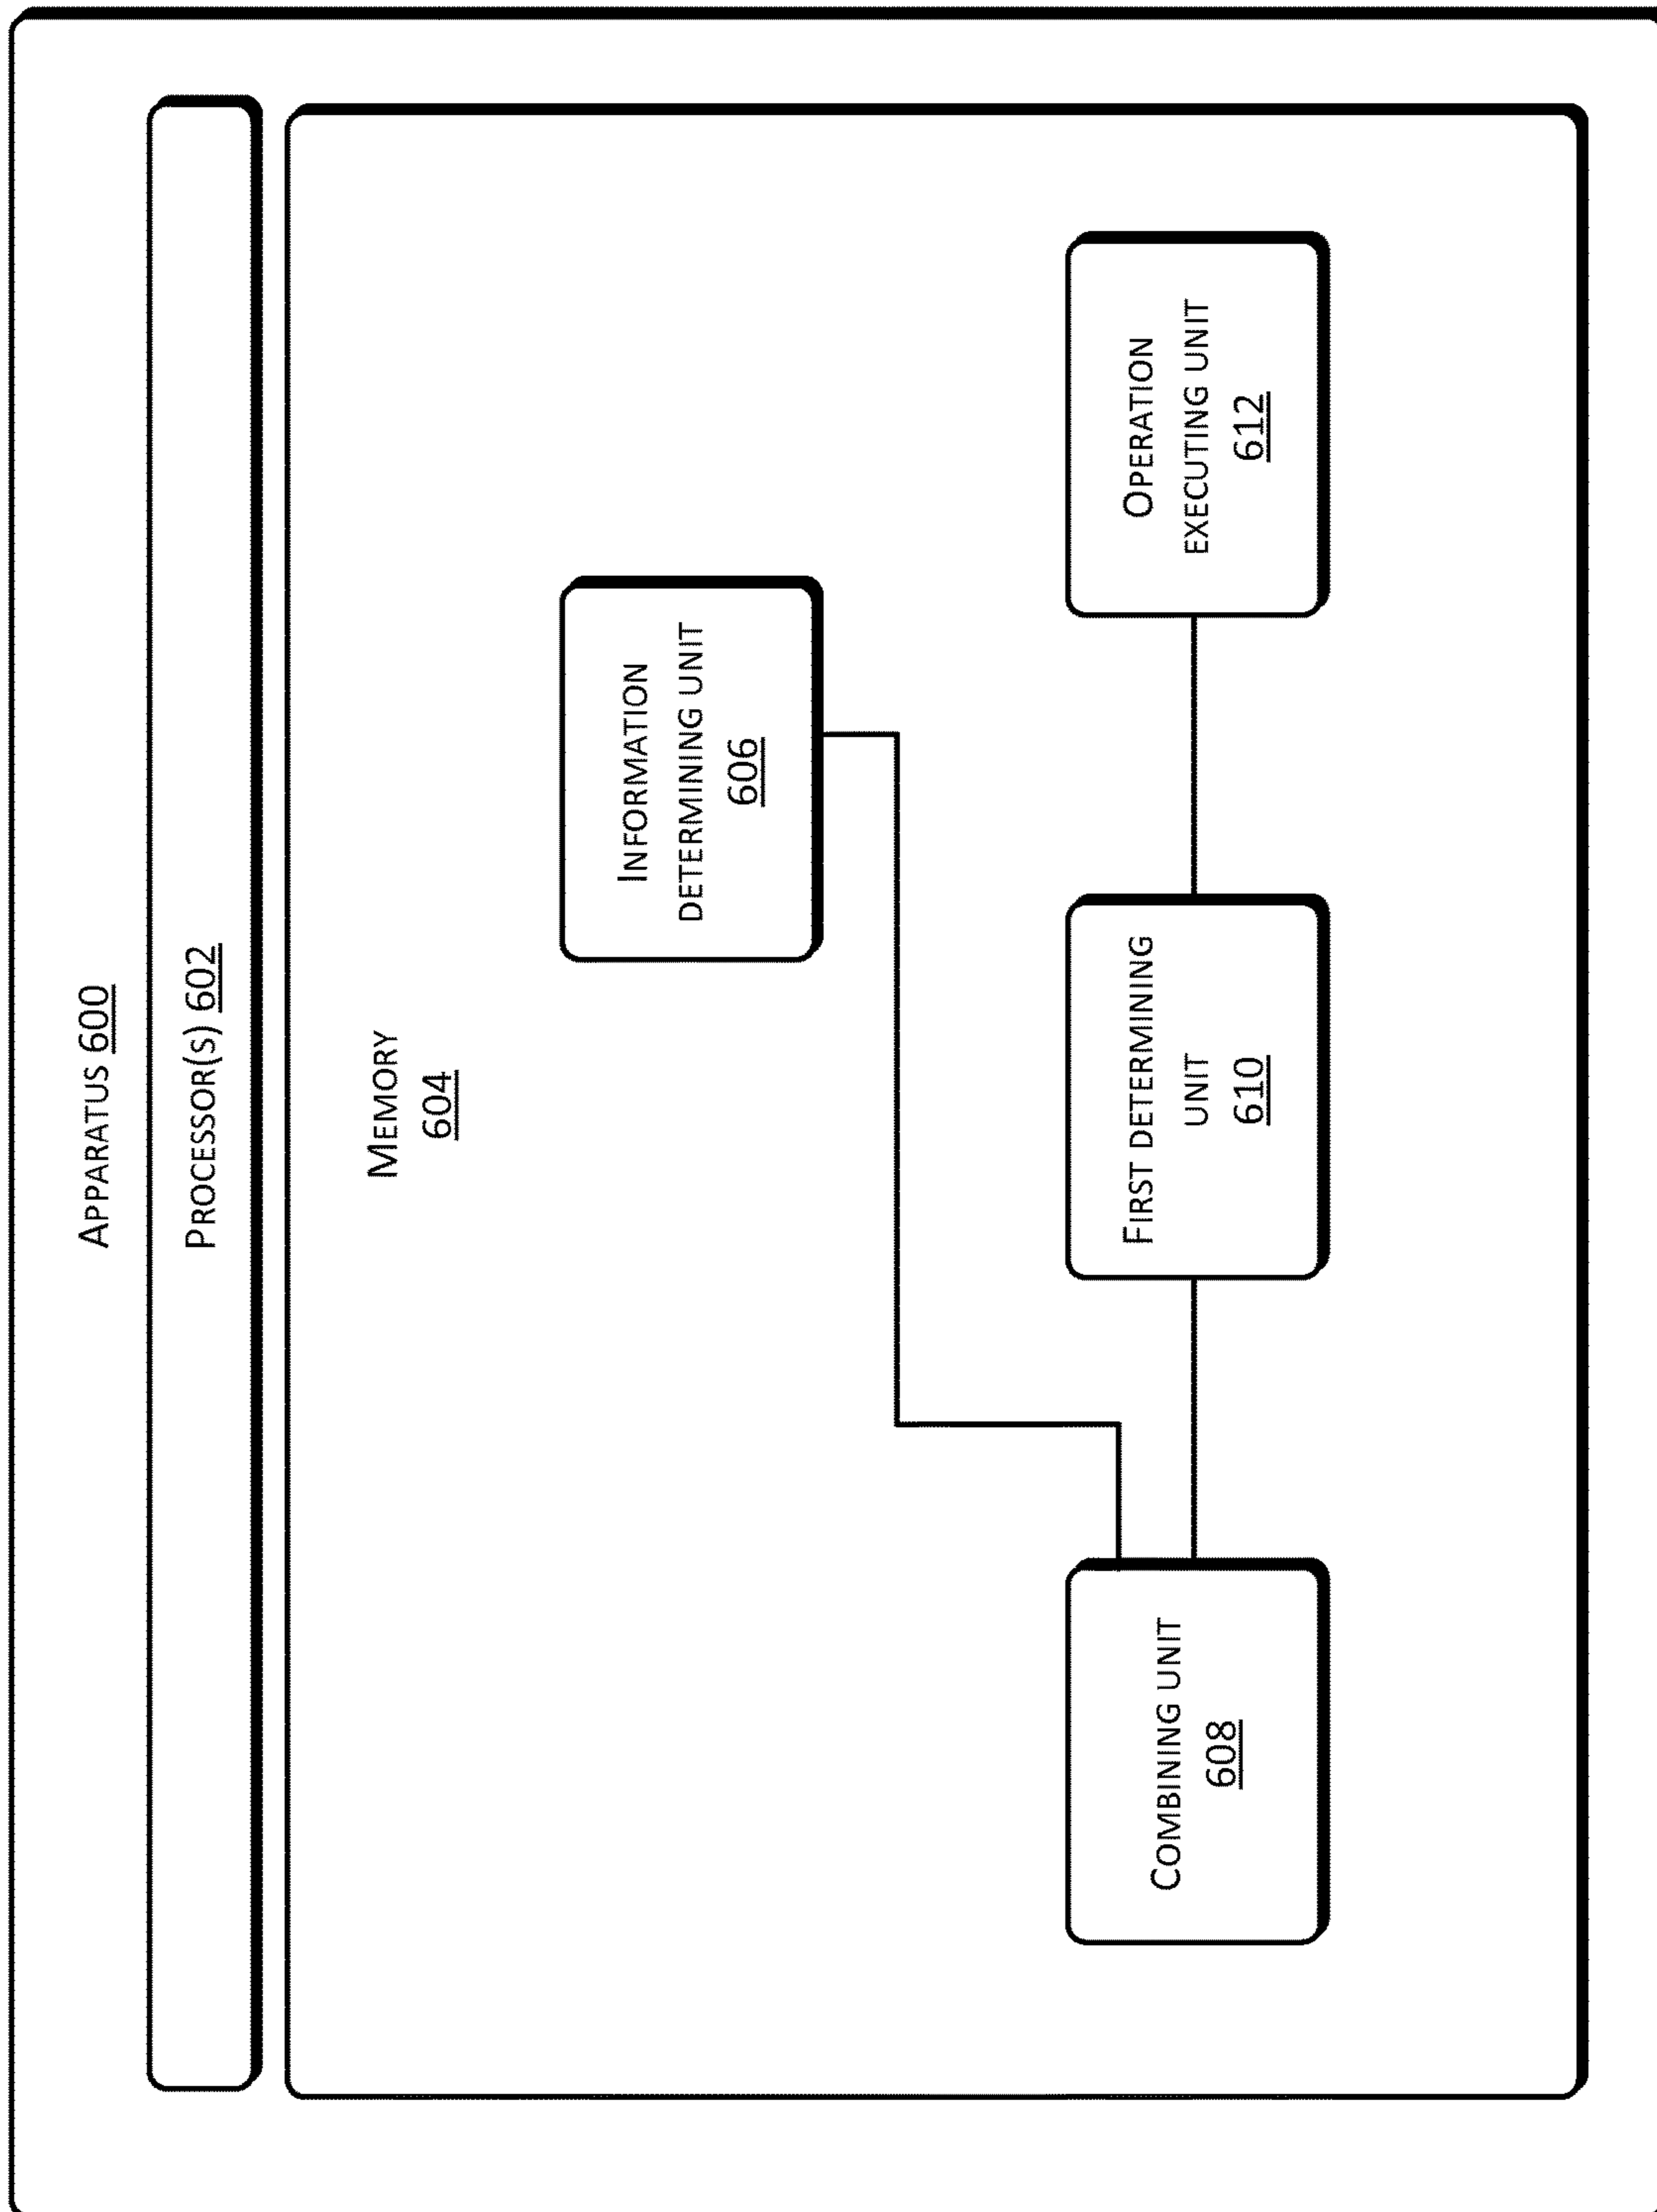 APPARATUS 600
PROCESSOR(S) 602
MEMORY
604
INFORMATION
DETERMINING UNIT
606
COMBINING UNIT
608
FIRST DETERMINING
UNIT
610
OPERATION
EXECUTING UNIT
612